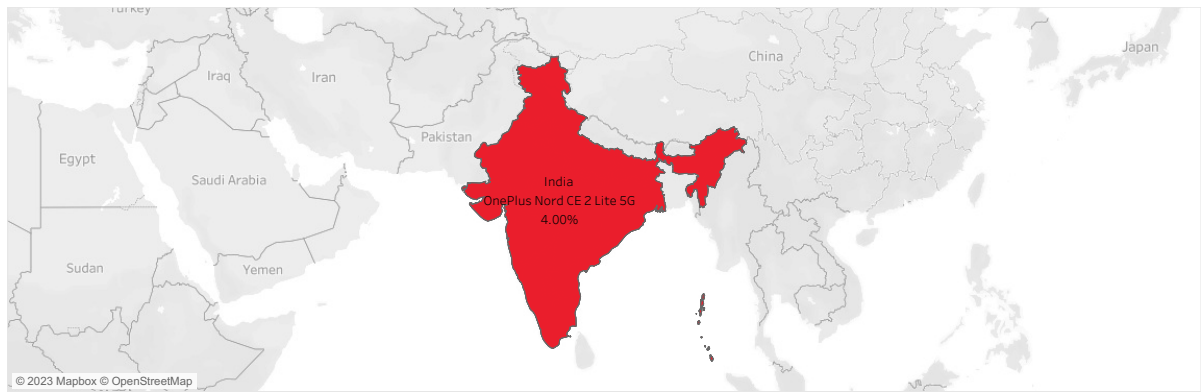 Turkey
China
Japan
Iraq
Iran
Pakistan
Egypt
Saudi Arabia
India
OnePlus Nord CE 2 Lite 5G
4.00%
Sudan
Yemen
© 2023 Mapbox © OpenStreetMap